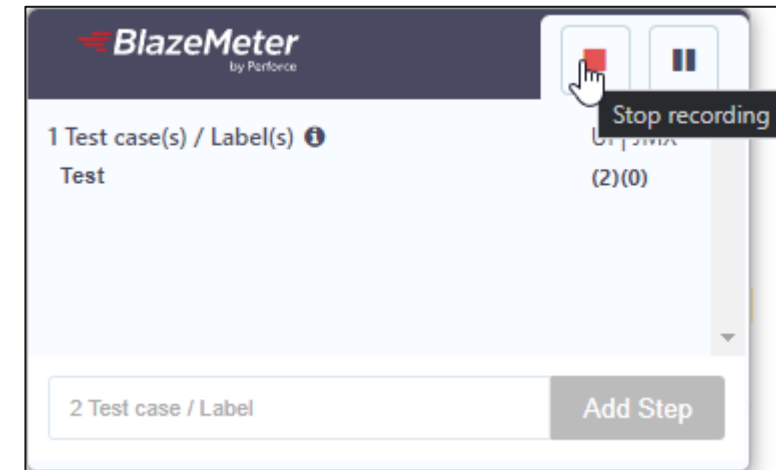 BlazeMeter
by Perforce
Stop recording
1 Test case(s) / Label(s)
Test
(2)(0)
2 Test case / Label
Add Step